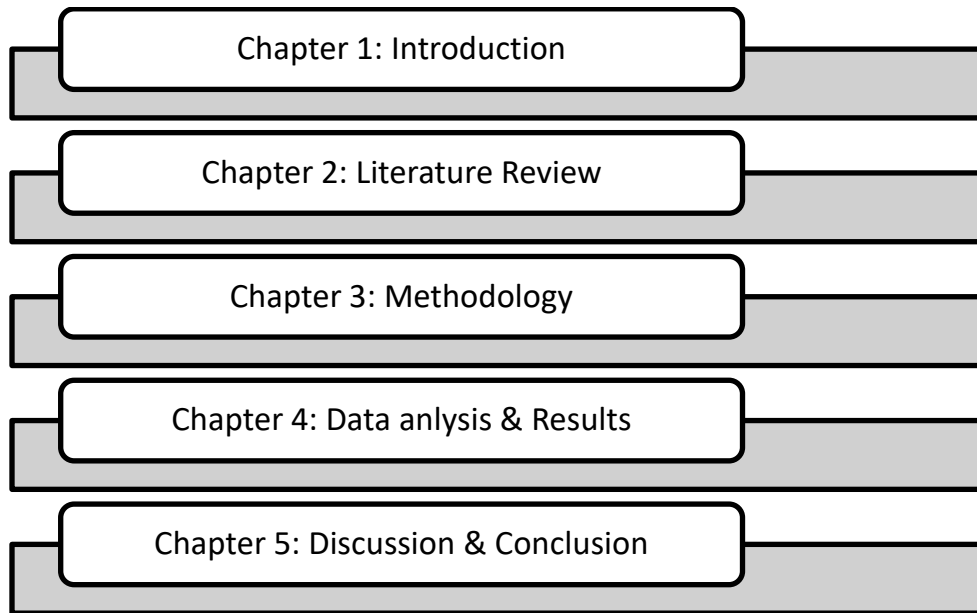 Chapter 1: Introduction
Chapter 2: Literature Review
Chapter 3: Methodology
Chapter 4: Data anlysis & Results
Chapter 5: Discussion & Conclusion